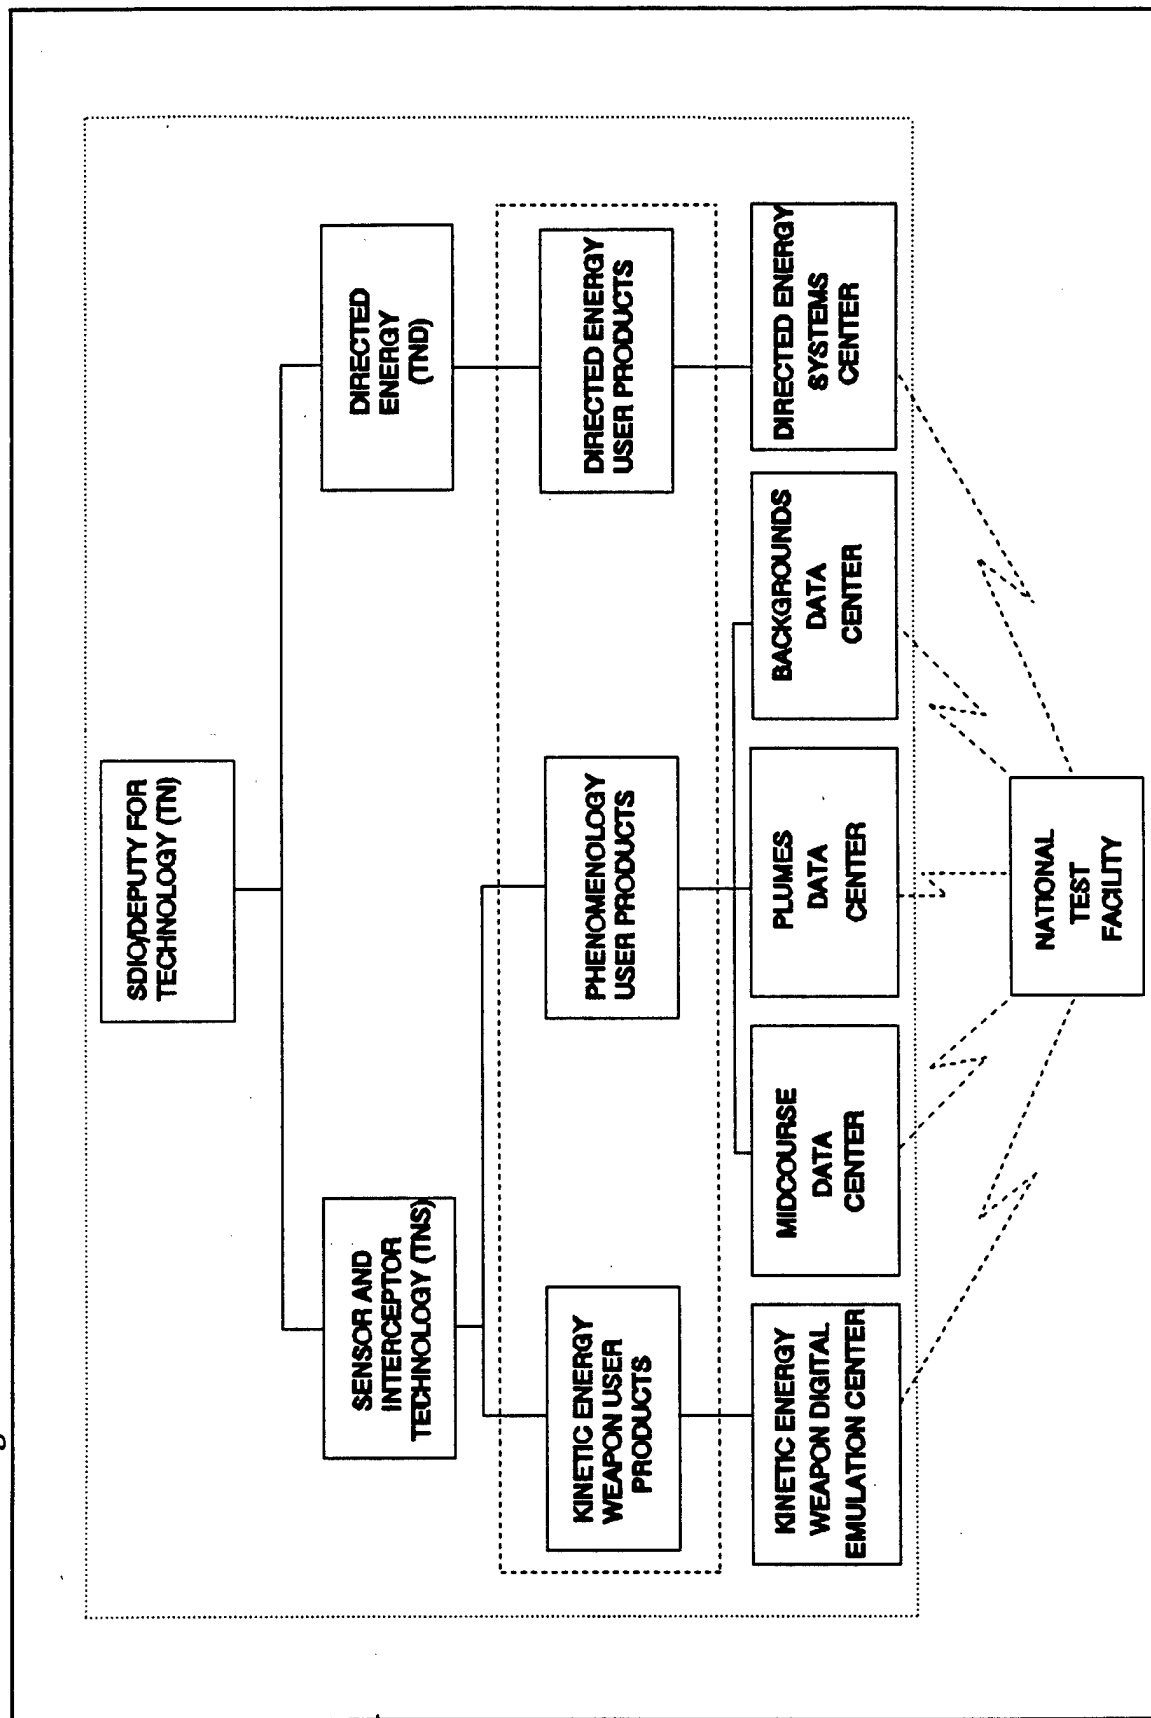 SDIO/DEPUTY FOR
TECHNOLOGY (TN)
SENSOR AND
INTERCEPTOR
TECHNOLOGY (TNS)
DIRECTED
ENERGY
(TND)
KINETIC ENERGY
WEAPON USER
PRODUCTS
PHENOMENOLOGY
USER PRODUCTS
DIRECTED ENERGY
USER PRODUCTS
KINETIC ENERGY
WEAPON DIGITAL
EMULATION CENTER
MIDCOURSE
DATA
CENTER
PLUMES
DATA
CENTER
BACKGROUNDS
DATA
CENTER
DIRECTED ENERGY
SYSTEMS
CENTER
NATIONAL
TEST
FACILITY